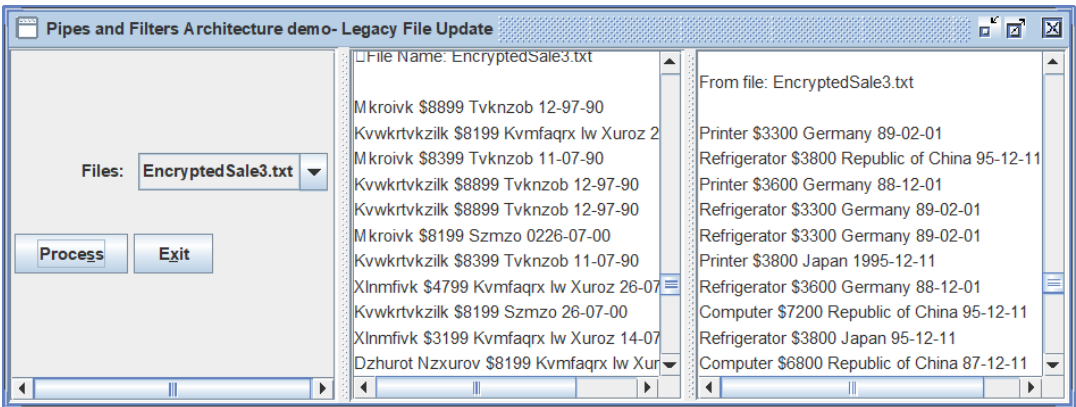 Pipes and Filters Architecture demo- Legacy File Update
Files:
EncryptedSale3.txt
Process
Exit
File Name: EncryptedSale3.txt
Mkroivk $8899 Tvknzob 12-97-90
Kvwkrtvkzilk $8199 Kvmfaqrx lw Xuroz 2
Mkroivk $8399 Tvknzob 11-07-90
Kvwkrtvkzilk $8899 Tvknzob 12-97-90
Kvwkrtvkzilk $8899 Tvknzob 12-97-90
Mkroivk $8199 Szmzo 0226-07-00
Kvwkrtvkzilk $8399 Tvknzob 11-07-90
Xlnmfivk $4799 Kvmfaqrx lw Xuroz 26-07
Kvwkrtvkzilk $8199 Szmzo 26-07-00
Xlnmfivk $3199 Kvmfaqrx lw Xuroz 14-07
Dzhurot Nzxurov $8199 Kvmfaqrx lw Xur
From file: EncryptedSale3.txt
Printer $3300 Germany 89-02-01
Refrigerator $3800 Republic of China 95-12-11
Printer $3600 Germany 88-12-01
Refrigerator $3300 Germany 89-02-01
Refrigerator $3300 Germany 89-02-01
Printer $3800 Japan 1995-12-11
Refrigerator $3600 Germany 88-12-01
Computer $7200 Republic of China 95-12-11
Refrigerator $3800 Japan 95-12-11
Computer $6800 Republic of China 87-12-11